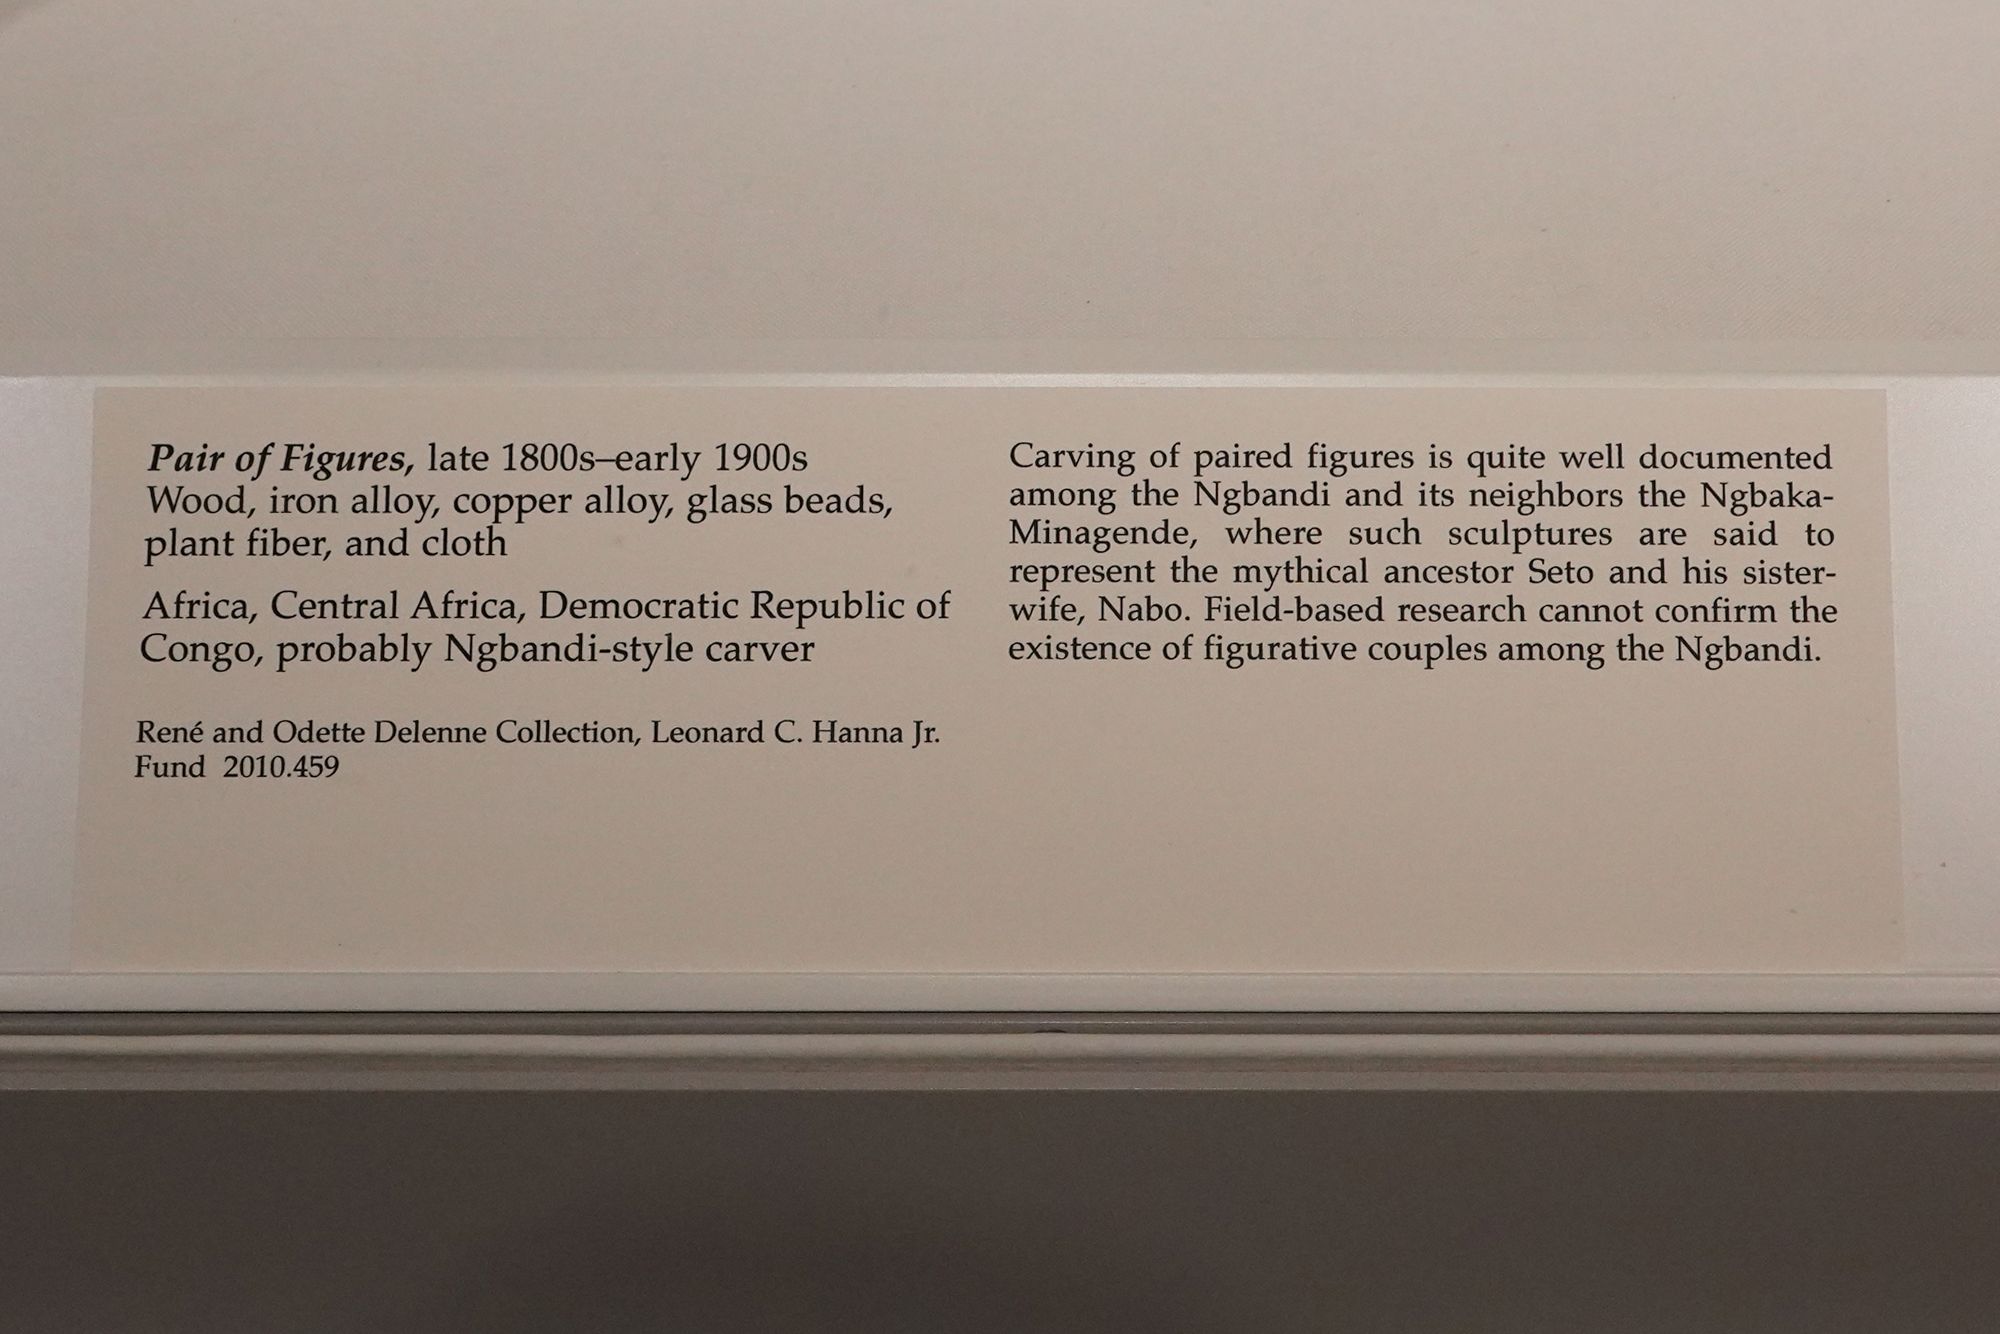 Pair of Figures, late 1800s–early 1900s
Wood, iron alloy, copper alloy, glass beads,
plant fiber, and cloth
Africa, Central Africa, Democratic Republic of
Congo, probably Ngbandi-style carver
René and Odette Delenne Collection, Leonard C. Hanna Jr.
Fund 2010.459
Carving of paired figures is quite well documented
among the Ngbandi and its neighbors the Ngbaka-
Minagende, where such sculptures are said to
represent the mythical ancestor Seto and his sister-
wife, Nabo. Field-based research cannot confirm the
existence of figurative couples among the Ngbandi.